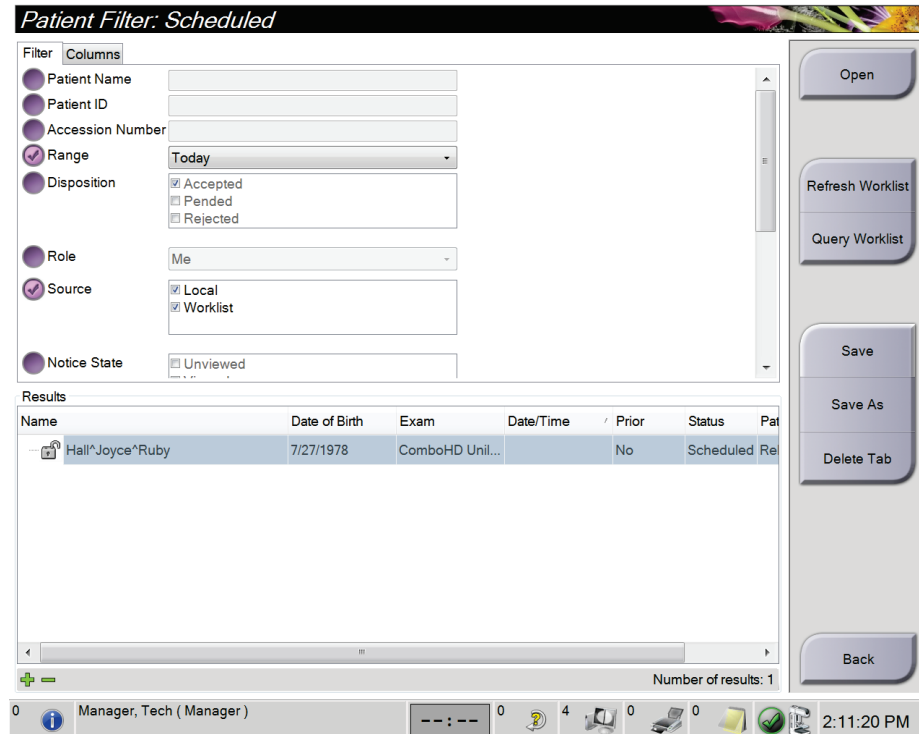 Patient Filter: Scheduled
Filter Columns
Patient Name
Patient ID
Accession Number
Range Today
Disposition Accepted
Pended
Rejected
Role Me
Source Local
Worklist
Notice State Unviewed
Open
Refresh Worklist
Query Worklist
Save
Save As
Delete Tab
Back
Results
Name Date of Birth Exam Date/Time Prior Status Pat
Hall^Joyce^Ruby 7/27/1978 ComboHD Unil... No Scheduled Rel
Number of results: 1
0 Manager, Tech ( Manager ) --:-- 0 4 0 0 2:11:20 PM